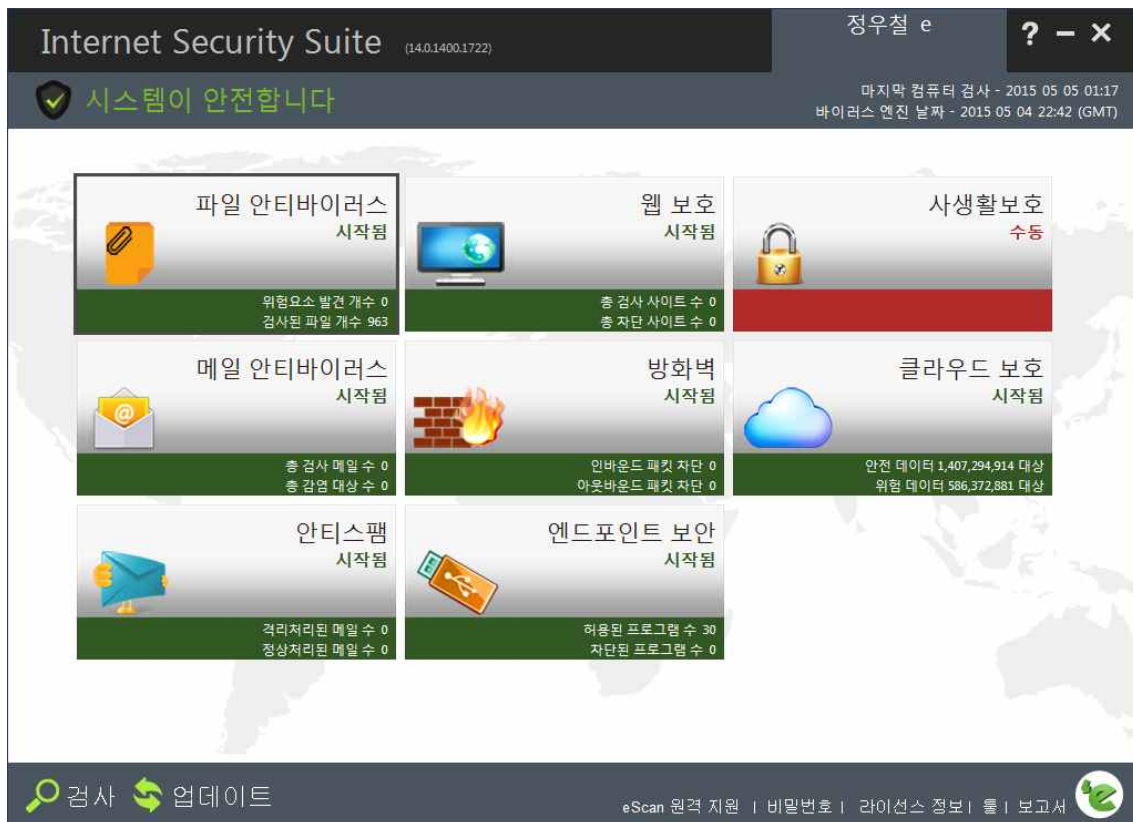 Internet Security Suite (14.0.1400.1722)
정우철 e
? − ×
시스템이 안전합니다
마지막 컴퓨터 검사 - 2015 05 05 01:17
바이러스 엔진 날짜 - 2015 05 04 22:42 (GMT)
파일 안티바이러스
시작됨
위험요소 발견 개수 0
검사된 파일 개수 963
웹 보호
시작됨
총 검사 사이트 수 0
총 차단 사이트 수 0
사생활보호
수동
메일 안티바이러스
시작됨
총 검사 메일 수 0
총 감염 대상 수 0
방화벽
시작됨
인바운드 패킷 차단 0
아웃바운드 패킷 차단 0
클라우드 보호
시작됨
안전 데이터 1,407,294,914 대상
위험 데이터 586,372,881 대상
안티스팸
시작됨
격리처리된 메일 수 0
정상처리된 메일 수 0
엔드포인트 보안
시작됨
허용된 프로그램 수 30
차단된 프로그램 수 0
검사 업데이트
eScan 원격 지원 | 비밀번호 | 라이선스 정보 | 툴 | 보고서